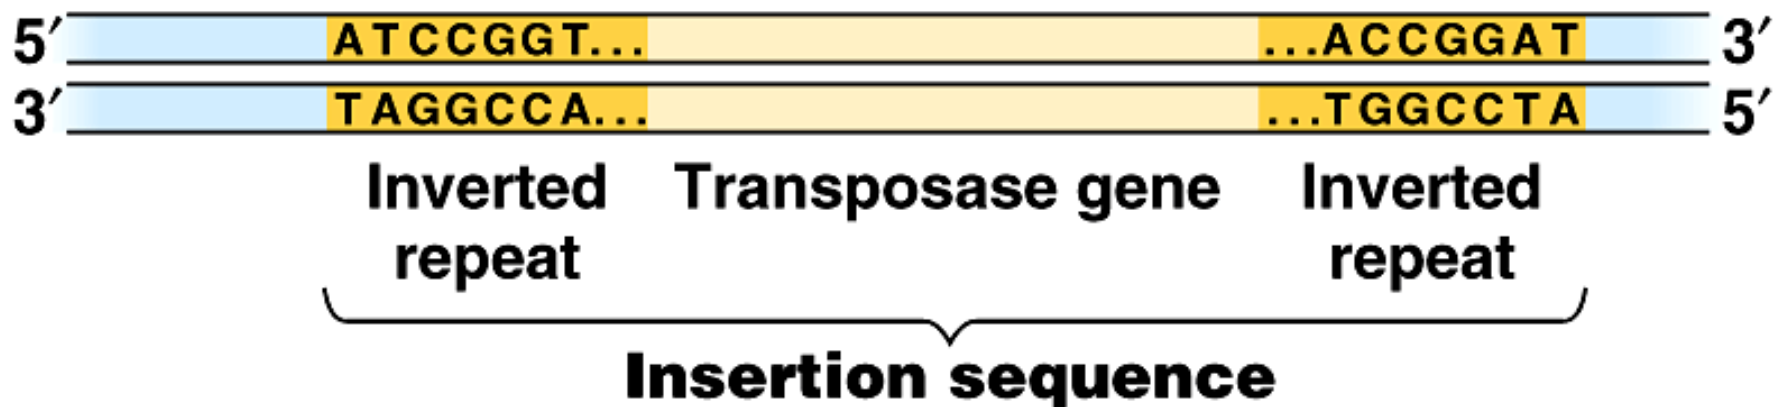 5′ ATCCGGT... ...ACCGGAT 3′
3′ TAGGCCA... ...TGGCCTA 5′
Inverted repeat Transposase gene Inverted repeat
Insertion sequence